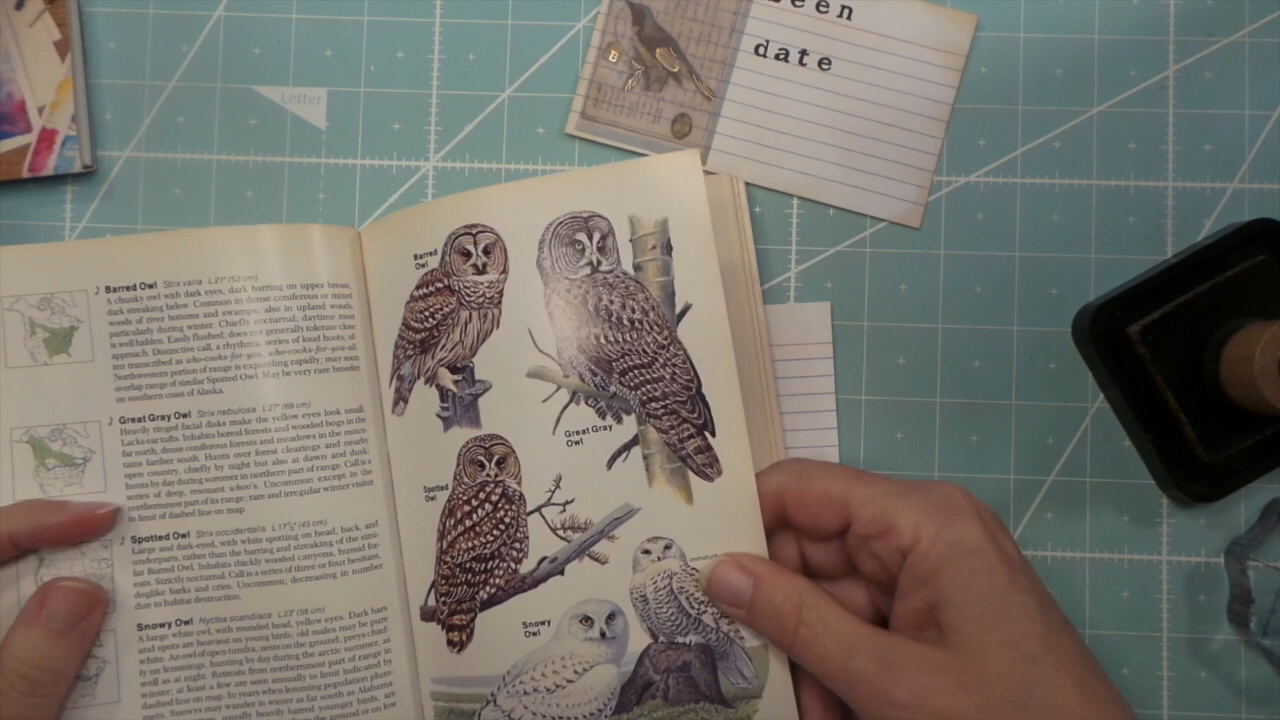 Letter
been
date
Barred Owl Strix varia L 21" (53 cm)
A chunky owl with dark eyes, dark barring on upper breast,
dark streaking below. Common in dense coniferous or mixed
woods of river bottoms and swamps; also in upland woods,
particularly during winter. Chiefly nocturnal; daytime roost
is well hidden. Easily flushed; does not generally tolerate close
approach. Distinctive call, a rhythmic series of loud hoots, of-
ten transcribed as who-cooks-for-you, who-cooks-for-you-all.
Northwestern portion of range is expanding rapidly; may soon
overlap range of similar Spotted Owl. May be very rare breeder
on southern coast of Alaska.
Great Gray Owl Strix nebulosa L 27" (69 cm)
Heavily ringed facial disks make the yellow eyes look small.
Lacks ear tufts. Inhabits boreal forests and wooded bogs in the
far north, dense coniferous forests and meadows in the moun-
tains farther south. Hunts over forest clearings and nearby
open country, chiefly by night but also at dawn and dusk;
hunts by day during summer in northern part of range. Call is a
series of deep, resonant whoo's. Uncommon except in the
northernmost part of its range; rare and irregular winter visitor
to limit of dashed line on map.
Spotted Owl Strix occidentalis L 17½" (45 cm)
Large and dark-eyed, with white spotting on head, back, and
underparts, rather than the barring and streaking of the simi-
lar Barred Owl. Inhabits thickly wooded canyons, humid for-
ests. Strictly nocturnal. Call is a series of three or four hesitant,
doglike barks and cries. Uncommon, decreasing in number
due to habitat destruction.
Snowy Owl Nyctea scandiaca L 23" (58 cm)
A large white owl, with rounded head, yellow eyes. Dark bars
and spots are heaviest on young birds; old males may be pure
white. An owl of open tundra, nests on the ground; preys chief-
ly on lemmings, hunting by day during the arctic summer, as
well as at night. Retreats from northernmost part of range in
winter; at least a few are seen annually to limit indicated by
dashed line on map. In years when lemming population plum-
mets, Snowys may wander in winter as far south as Alabama
usually heavily barred younger birds, are
the ground or on low
Barred
Owl
Great Gray
Owl
Spotted
Owl
Snowy
Owl
immature